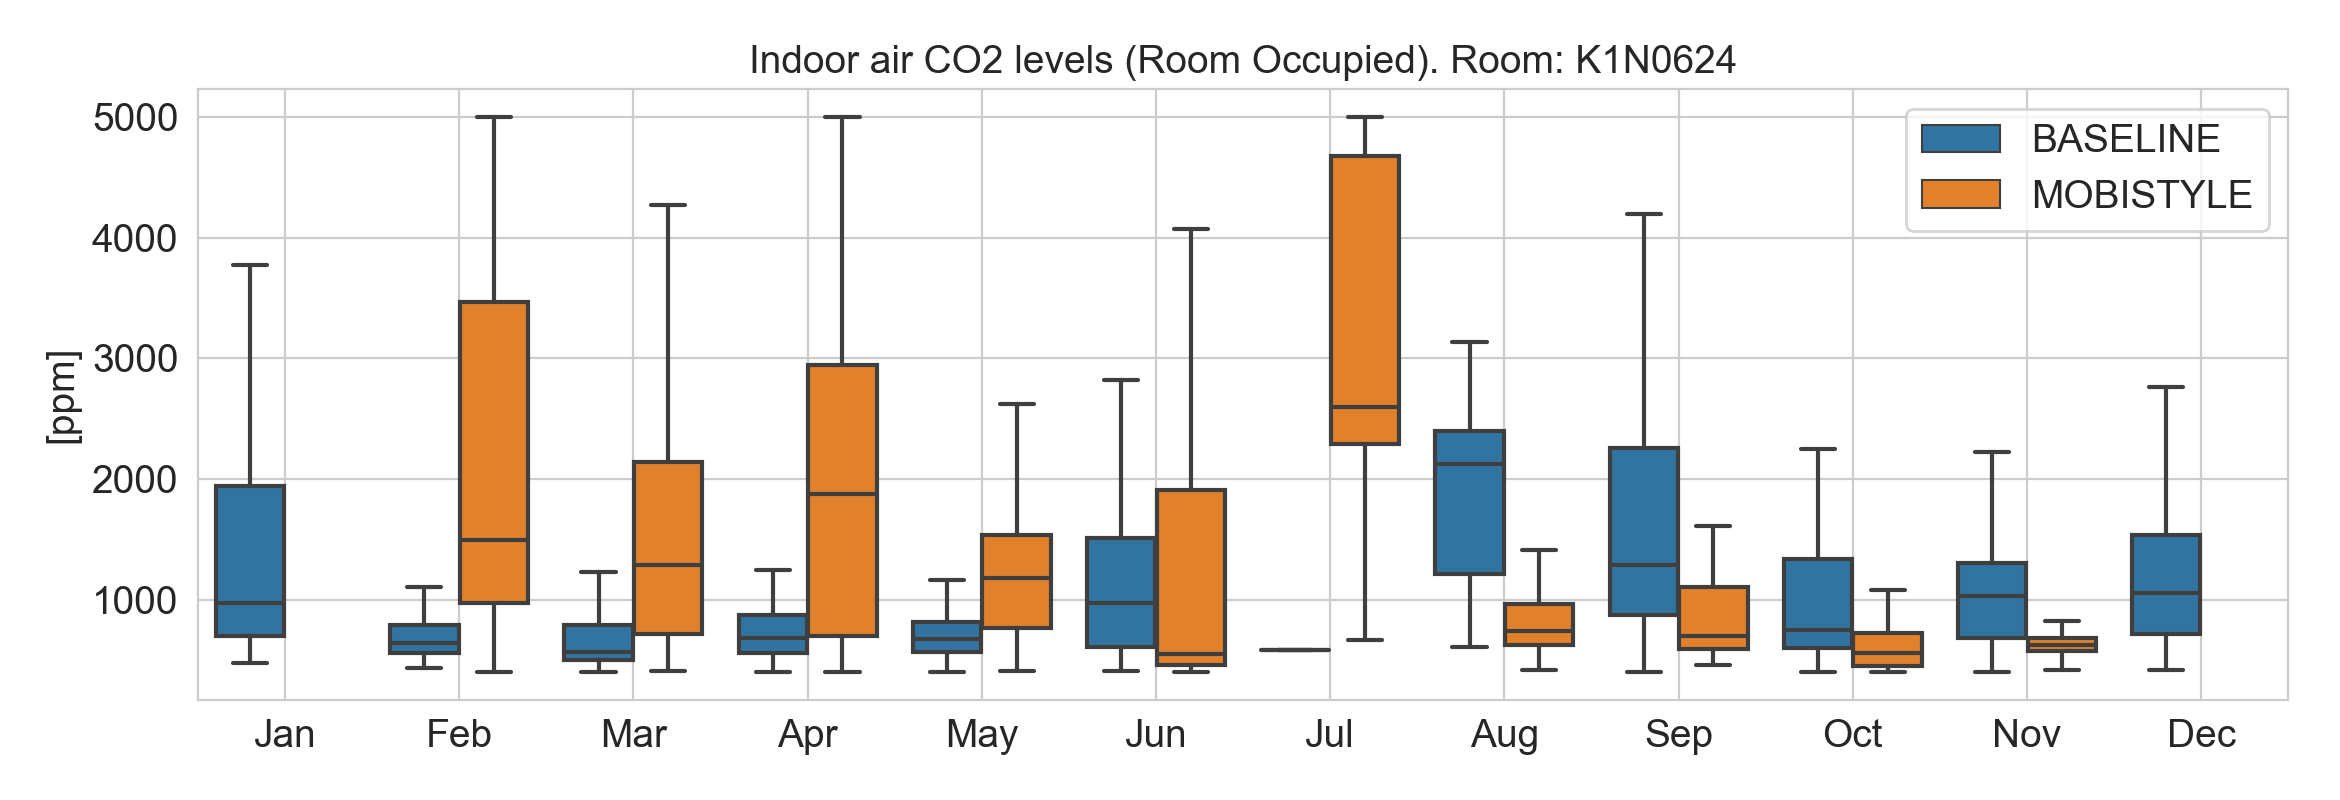 Indoor air CO2 levels (Room Occupied). Room: K1N0624
[ppm]
5000
4000
3000
2000
1000
BASELINE
MOBISTYLE
Jan Feb Mar Apr May Jun Jul Aug Sep Oct Nov Dec